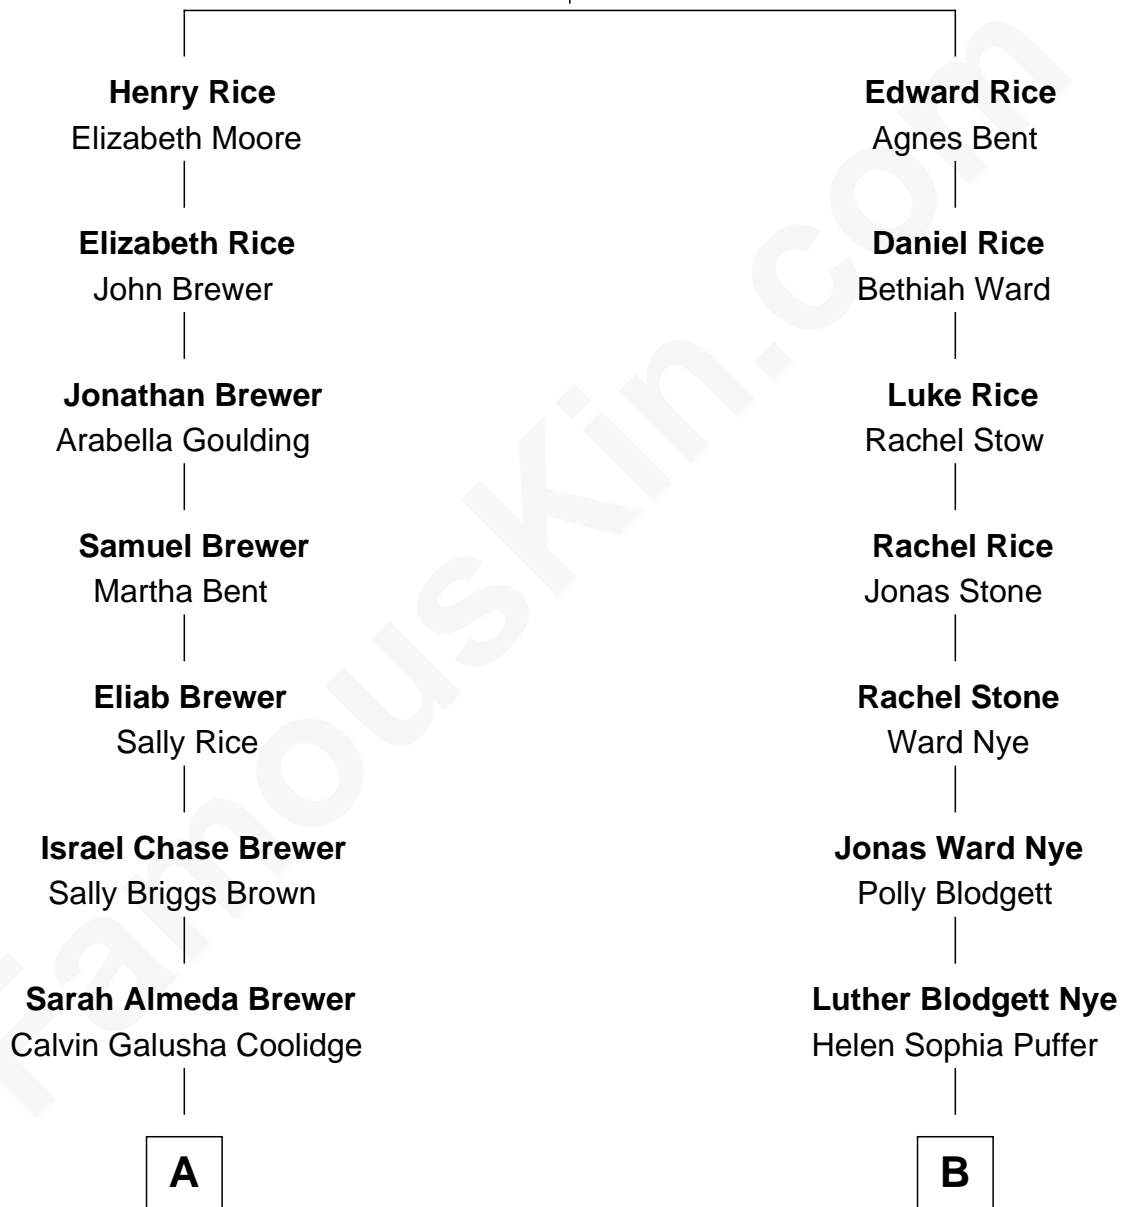 Henry Rice
Elizabeth Moore
Elizabeth Rice
John Brewer
Jonathan Brewer
Arabella Goulding
Samuel Brewer
Martha Bent
Eliab Brewer
Sally Rice
Israel Chase Brewer
Sally Briggs Brown
Sarah Almeda Brewer
Calvin Galusha Coolidge
A
Edward Rice
Agnes Bent
Daniel Rice
Bethiah Ward
Luke Rice
Rachel Stow
Rachel Rice
Jonas Stone
Rachel Stone
Ward Nye
Jonas Ward Nye
Polly Blodgett
Luther Blodgett Nye
Helen Sophia Puffer
B
FamousKin.com